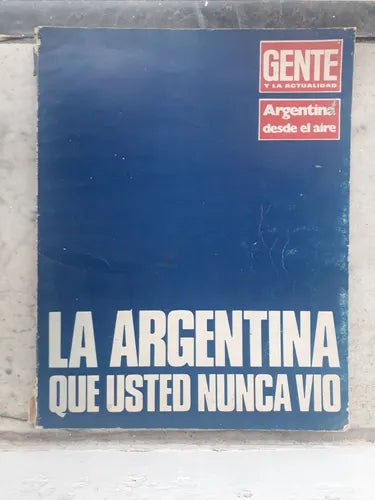 GENTE
Y LA ACTUALIDAD
Argentina
desde el aire
LA ARGENTINA
QUE USTED NUNCA VIO